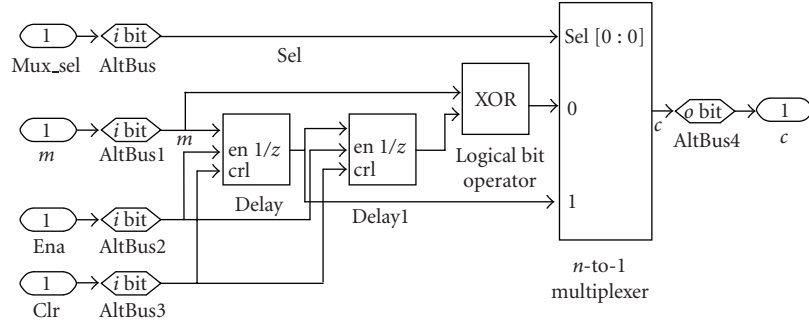 1
i bit
Mux_sel
AltBus
Sel
Sel [0 : 0]
1
i bit
m
AltBus1
m
en 1/z
crl
Delay
en 1/z
crl
Delay1
XOR
Logical bit
operator
0
1
n-to-1
multiplexer
c
o bit
AltBus4
1
c
1
i bit
Ena
AltBus2
1
i bit
Clr
AltBus3